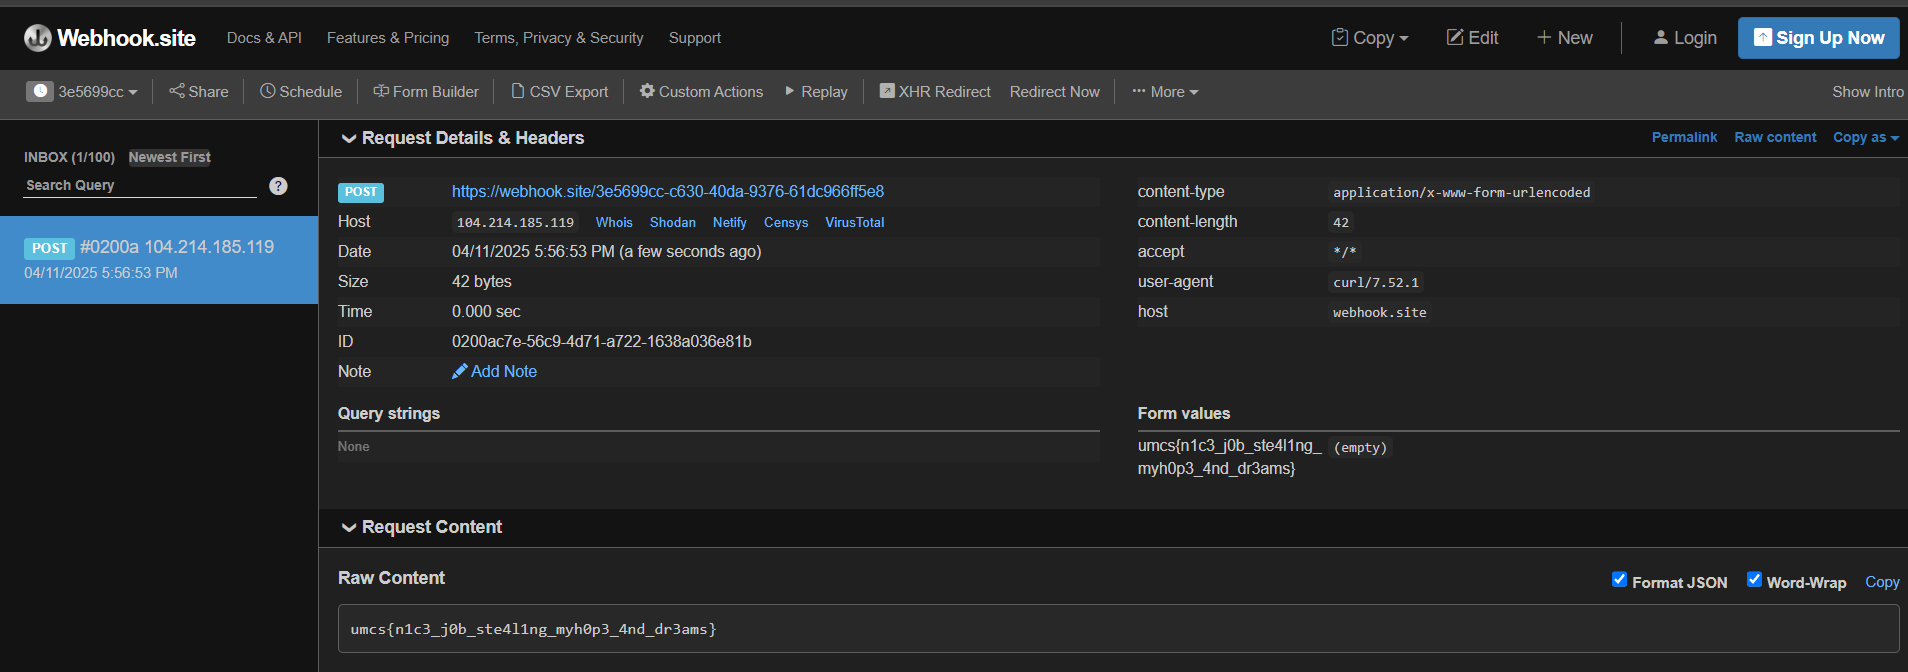 Webhook.site Docs & API Features & Pricing Terms, Privacy & Security Support Copy Edit + New Login Sign Up Now
3e5699cc Share Schedule Form Builder CSV Export Custom Actions Replay XHR Redirect Redirect Now ··· More Show Intro
INBOX (1/100) Newest First
Search Query ?
POST #0200a 104.214.185.119
04/11/2025 5:56:53 PM
Request Details & Headers Permalink Raw content Copy as
POST https://webhook.site/3e5699cc-c630-40da-9376-61dc966ff5e8
Host 104.214.185.119 Whois Shodan Netify Censys VirusTotal
Date 04/11/2025 5:56:53 PM (a few seconds ago)
Size 42 bytes
Time 0.000 sec
ID 0200ac7e-56c9-4d71-a722-1638a036e81b
Note Add Note
content-type application/x-www-form-urlencoded
content-length 42
accept */*
user-agent curl/7.52.1
host webhook.site
Query strings
None
Form values
umcs{n1c3_j0b_ste4l1ng_ (empty)
myh0p3_4nd_dr3ams}
Request Content
Raw Content Format JSON Word-Wrap Copy
umcs{n1c3_j0b_ste4l1ng_myh0p3_4nd_dr3ams}